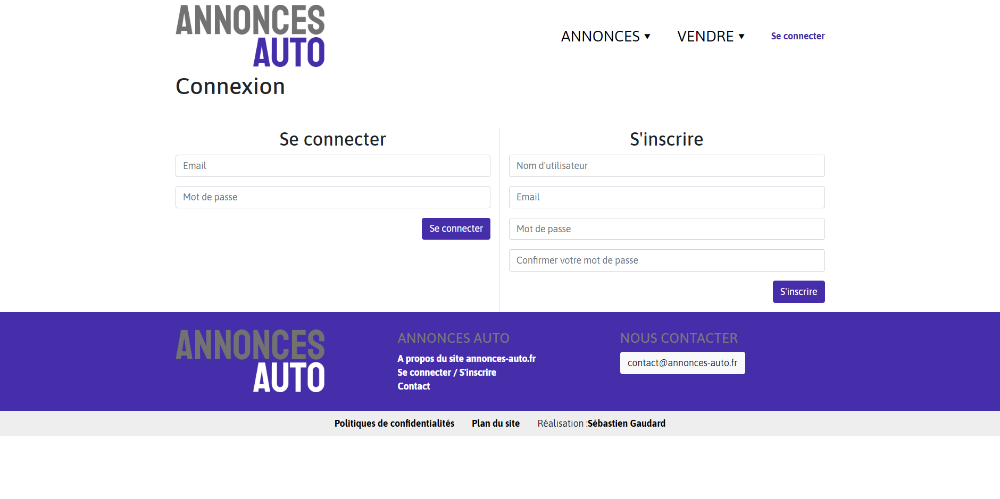 ANNONCES
AUTO
ANNONCES ▼
VENDRE ▼
Se connecter
Connexion
Se connecter
Email
Mot de passe
Se connecter
S'inscrire
Nom d'utilisateur
Email
Mot de passe
Confirmer votre mot de passe
S'inscrire
ANNONCES
AUTO
ANNONCES AUTO
A propos du site annonces-auto.fr
Se connecter / S'inscrire
Contact
NOUS CONTACTER
contact@annonces-auto.fr
Politiques de confidentialités
Plan du site
Réalisation :Sébastien Gaudard